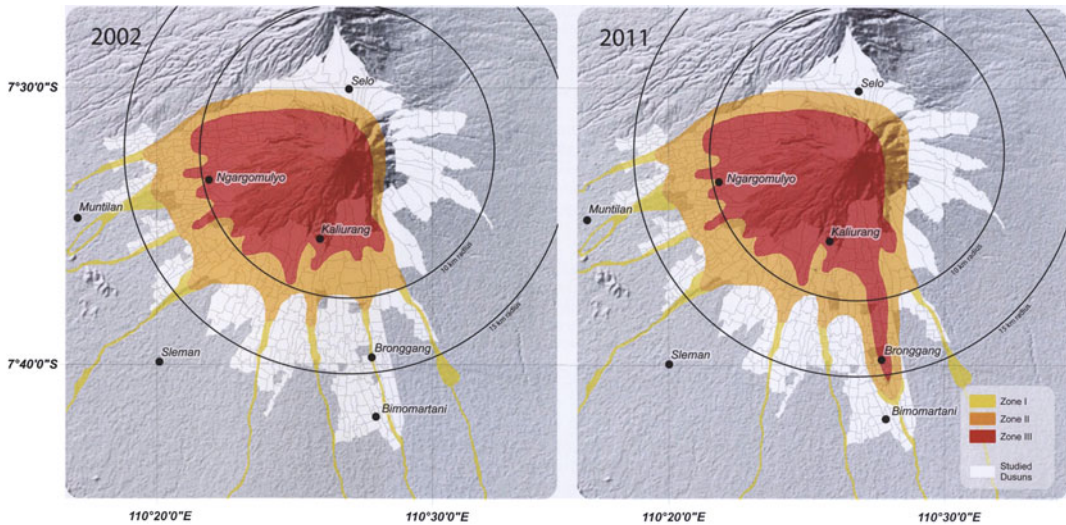 2002
2011
7°30'0"S
Selo
Selo
Ngargomulyo
Ngargomulyo
Muntilan
Muntilan
Kaliurang
Kaliurang
10 km radius
10 km radius
15 km radius
15 km radius
7°40'0"S
Sleman
Sleman
Bronggang
Bronggang
Bimomartani
Bimomartani
Zone I
Zone II
Zone III
Studied
Dusuns
110°20'0"E
110°30'0"E
110°20'0"E
110°30'0"E